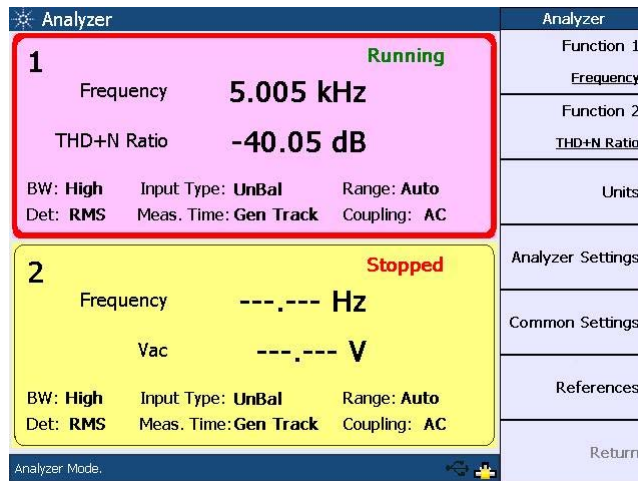 Analyzer
1
Running
Frequency 5.005 kHz
THD+N Ratio -40.05 dB
BW: High Input Type: UnBal Range: Auto
Det: RMS Meas. Time: Gen Track Coupling: AC
2
Stopped
Frequency ---.--- Hz
Vac ---.--- V
BW: High Input Type: UnBal Range: Auto
Det: RMS Meas. Time: Gen Track Coupling: AC
Analyzer Mode.
Analyzer
Function 1
Frequency
Function 2
THD+N Ratio
Units
Analyzer Settings
Common Settings
References
Return